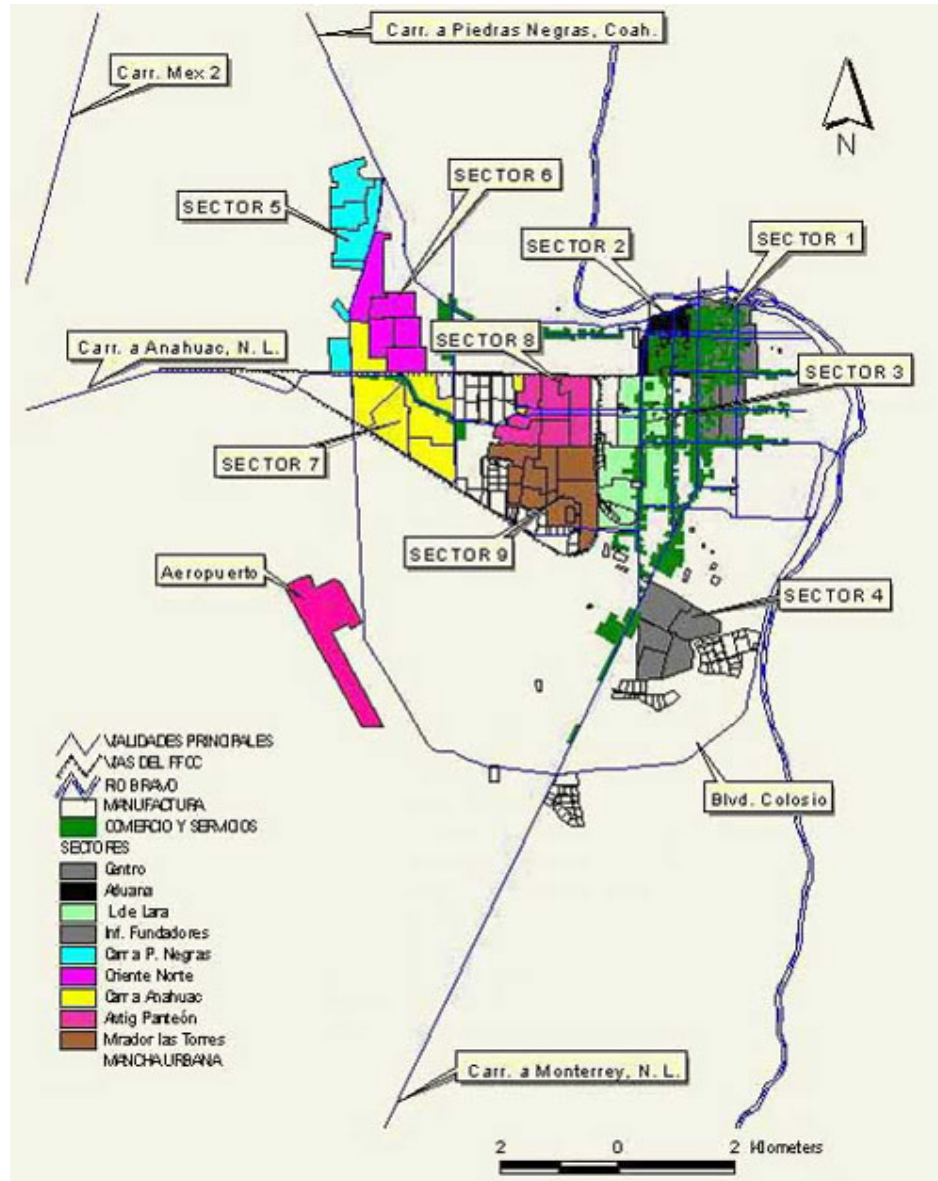 Carr. a Piedras Negras, Coah.
Carr. Mex 2
N
SECTOR 6
SECTOR 5
SECTOR 2
SECTOR 1
SECTOR 8
Carr. a Anahuac, N. L.
SECTOR 3
SECTOR 7
SECTOR 9
Aeropuerto
SECTOR 4
VIALIDADES PRINCIPALES
VIAS DEL FFCC
RIO BRAVO
MANUFACTURA
COMERCIO Y SERVICIOS
SECTORES
Centro
Aduana
L de Lara
Inf. Fundadores
Carr a P. Negras
Oriente Norte
Carr a Anahuac
Antig Panteón
Mirador las Torres
MANCHA URBANA
Blvd. Colosio
Carr. a Monterrey, N. L.
2 0 2 Kilometers